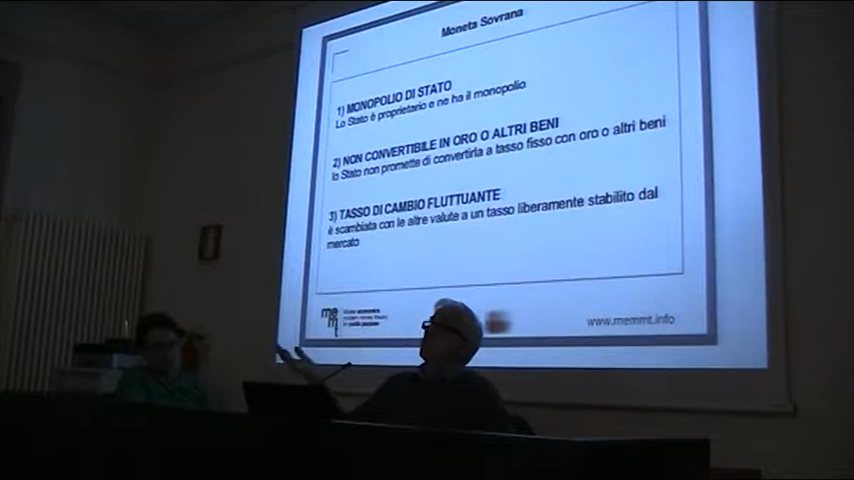 Moneta Sovrana
1) MONOPOLIO DI STATO
Lo Stato è proprietario e ne ha il monopolio
2) NON CONVERTIBILE IN ORO O ALTRI BENI
lo Stato non promette di convertirla a tasso fisso con oro o altri beni
3) TASSO DI CAMBIO FLUTTUANTE
è scambiata con le altre valute a un tasso liberamente stabilito dal
mercato
me
mmt
www.memmt.info